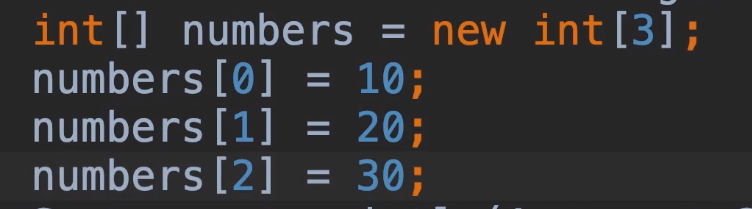 int[] numbers = new int[3];
numbers[0] = 10;
numbers[1] = 20;
numbers[2] = 30;